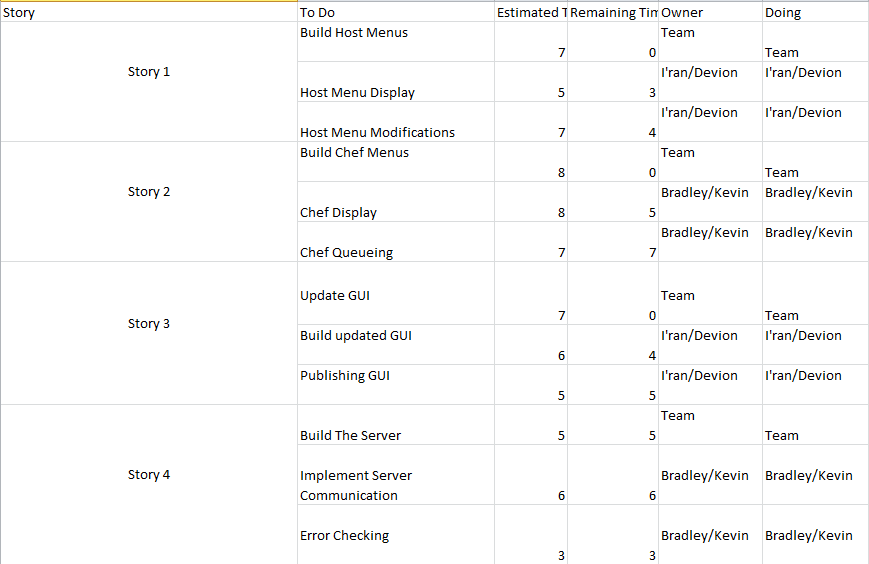 Story To Do Estimated T Remaining Tim Owner Doing
Story 1
Build Host Menus 7 0 Team Team
Host Menu Display 5 3 I'ran/Devion I'ran/Devion
Host Menu Modifications 7 4 I'ran/Devion I'ran/Devion
Story 2
Build Chef Menus 8 0 Team Team
Chef Display 8 5 Bradley/Kevin Bradley/Kevin
Chef Queueing 7 7 Bradley/Kevin Bradley/Kevin
Story 3
Update GUI 7 0 Team Team
Build updated GUI 6 4 I'ran/Devion I'ran/Devion
Publishing GUI 5 5 I'ran/Devion I'ran/Devion
Story 4
Build The Server 5 5 Team Team
Implement Server
Communication 6 6 Bradley/Kevin Bradley/Kevin
Error Checking 3 3 Bradley/Kevin Bradley/Kevin